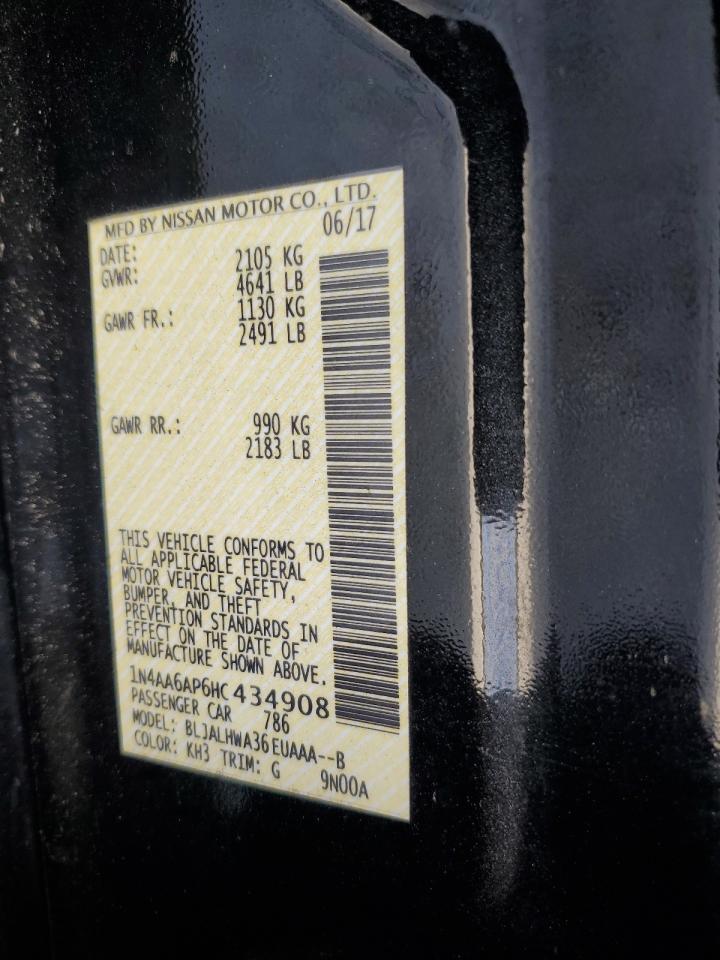 MFD BY NISSAN MOTOR CO., LTD.
DATE: 06/17
GVWR: 2105 KG
4641 LB
GAWR FR.: 1130 KG
2491 LB
GAWR RR.: 990 KG
2183 LB
THIS VEHICLE CONFORMS TO
ALL APPLICABLE FEDERAL
MOTOR VEHICLE SAFETY,
BUMPER, AND THEFT
PREVENTION STANDARDS IN
EFFECT ON THE DATE OF
MANUFACTURE SHOWN ABOVE.
1N4AA6AP6HC434908
PASSENGER CAR 786
MODEL: BLJALHWA36EUAAA--B
COLOR: KH3 TRIM: G 9N00A